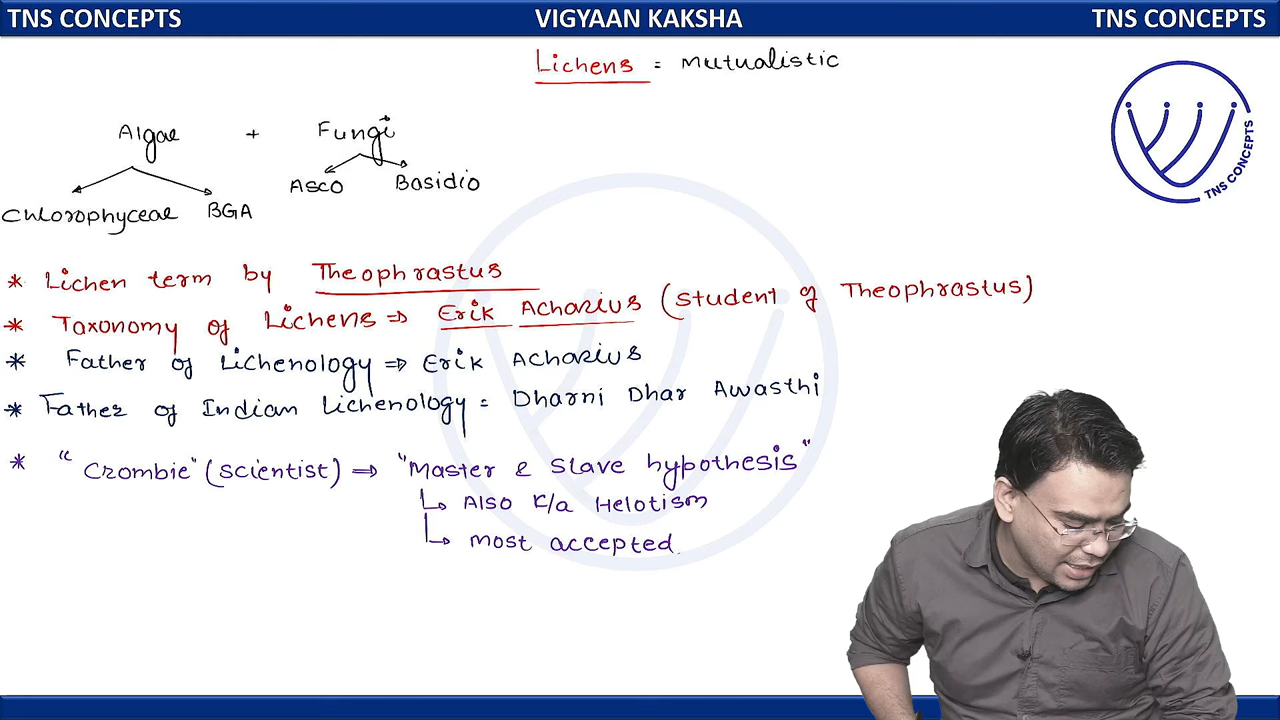 TNS CONCEPTS VIGYAAN KAKSHA TNS CONCEPTS
Lichens = Mutualistic
Algae + Fungi
Asco Basidio
Chlorophyceae BGA
TNS CONCEPTS
* Lichen term by Theophrastus
* Taxonomy of Lichens ⇒ Erik Acharius (student of Theophrastus)
* Father of Lichenology ⇒ Erik Acharius
* Father of Indian Lichenology = Dharni Dhar Awasthi
* "Crombie" (scientist) ⇒ "Master & Slave hypothesis"
↳ Also k/a Helotism
↳ most accepted.